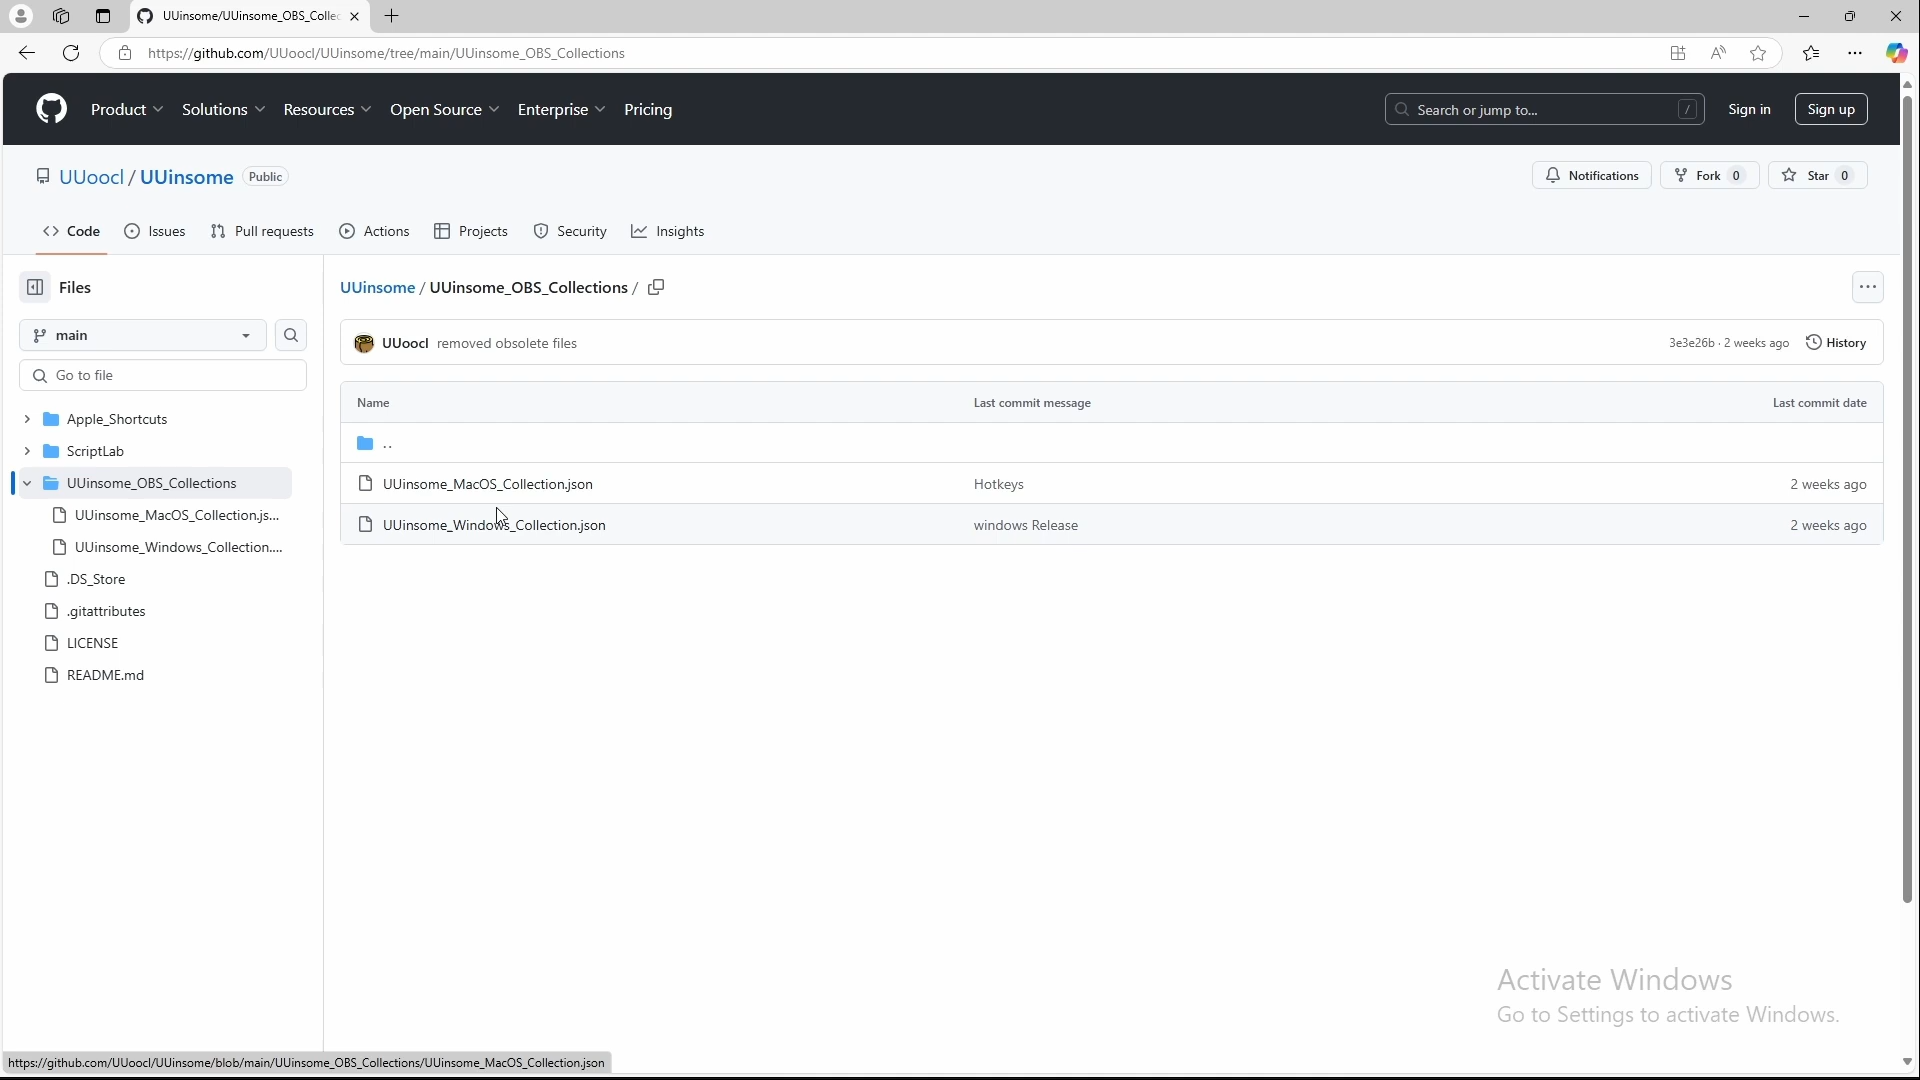 UUinsome/UUinsome_OBS_Collec
https://github.com/UUoocl/UUinsome/tree/main/UUinsome_OBS_Collections
Product
Solutions
Resources
Open Source
Enterprise
Pricing
Search or jump to...
/
Sign in
Sign up
UUoocl / UUinsome
Public
Notifications
Fork 0
Star 0
Code
Issues
Pull requests
Actions
Projects
Security
Insights
Files
main
Go to file
Apple_Shortcuts
ScriptLab
UUinsome_OBS_Collections
UUinsome_MacOS_Collection.js...
UUinsome_Windows_Collection....
.DS_Store
.gitattributes
LICENSE
README.md
UUinsome / UUinsome_OBS_Collections /
...
UUoocl removed obsolete files
3e3e26b · 2 weeks ago
History
Name
Last commit message
Last commit date
..
UUinsome_MacOS_Collection.json
Hotkeys
2 weeks ago
UUinsome_Windows_Collection.json
windows Release
2 weeks ago
Activate Windows
Go to Settings to activate Windows.
https://github.com/UUoocl/UUinsome/blob/main/UUinsome_OBS_Collections/UUinsome_MacOS_Collection.json